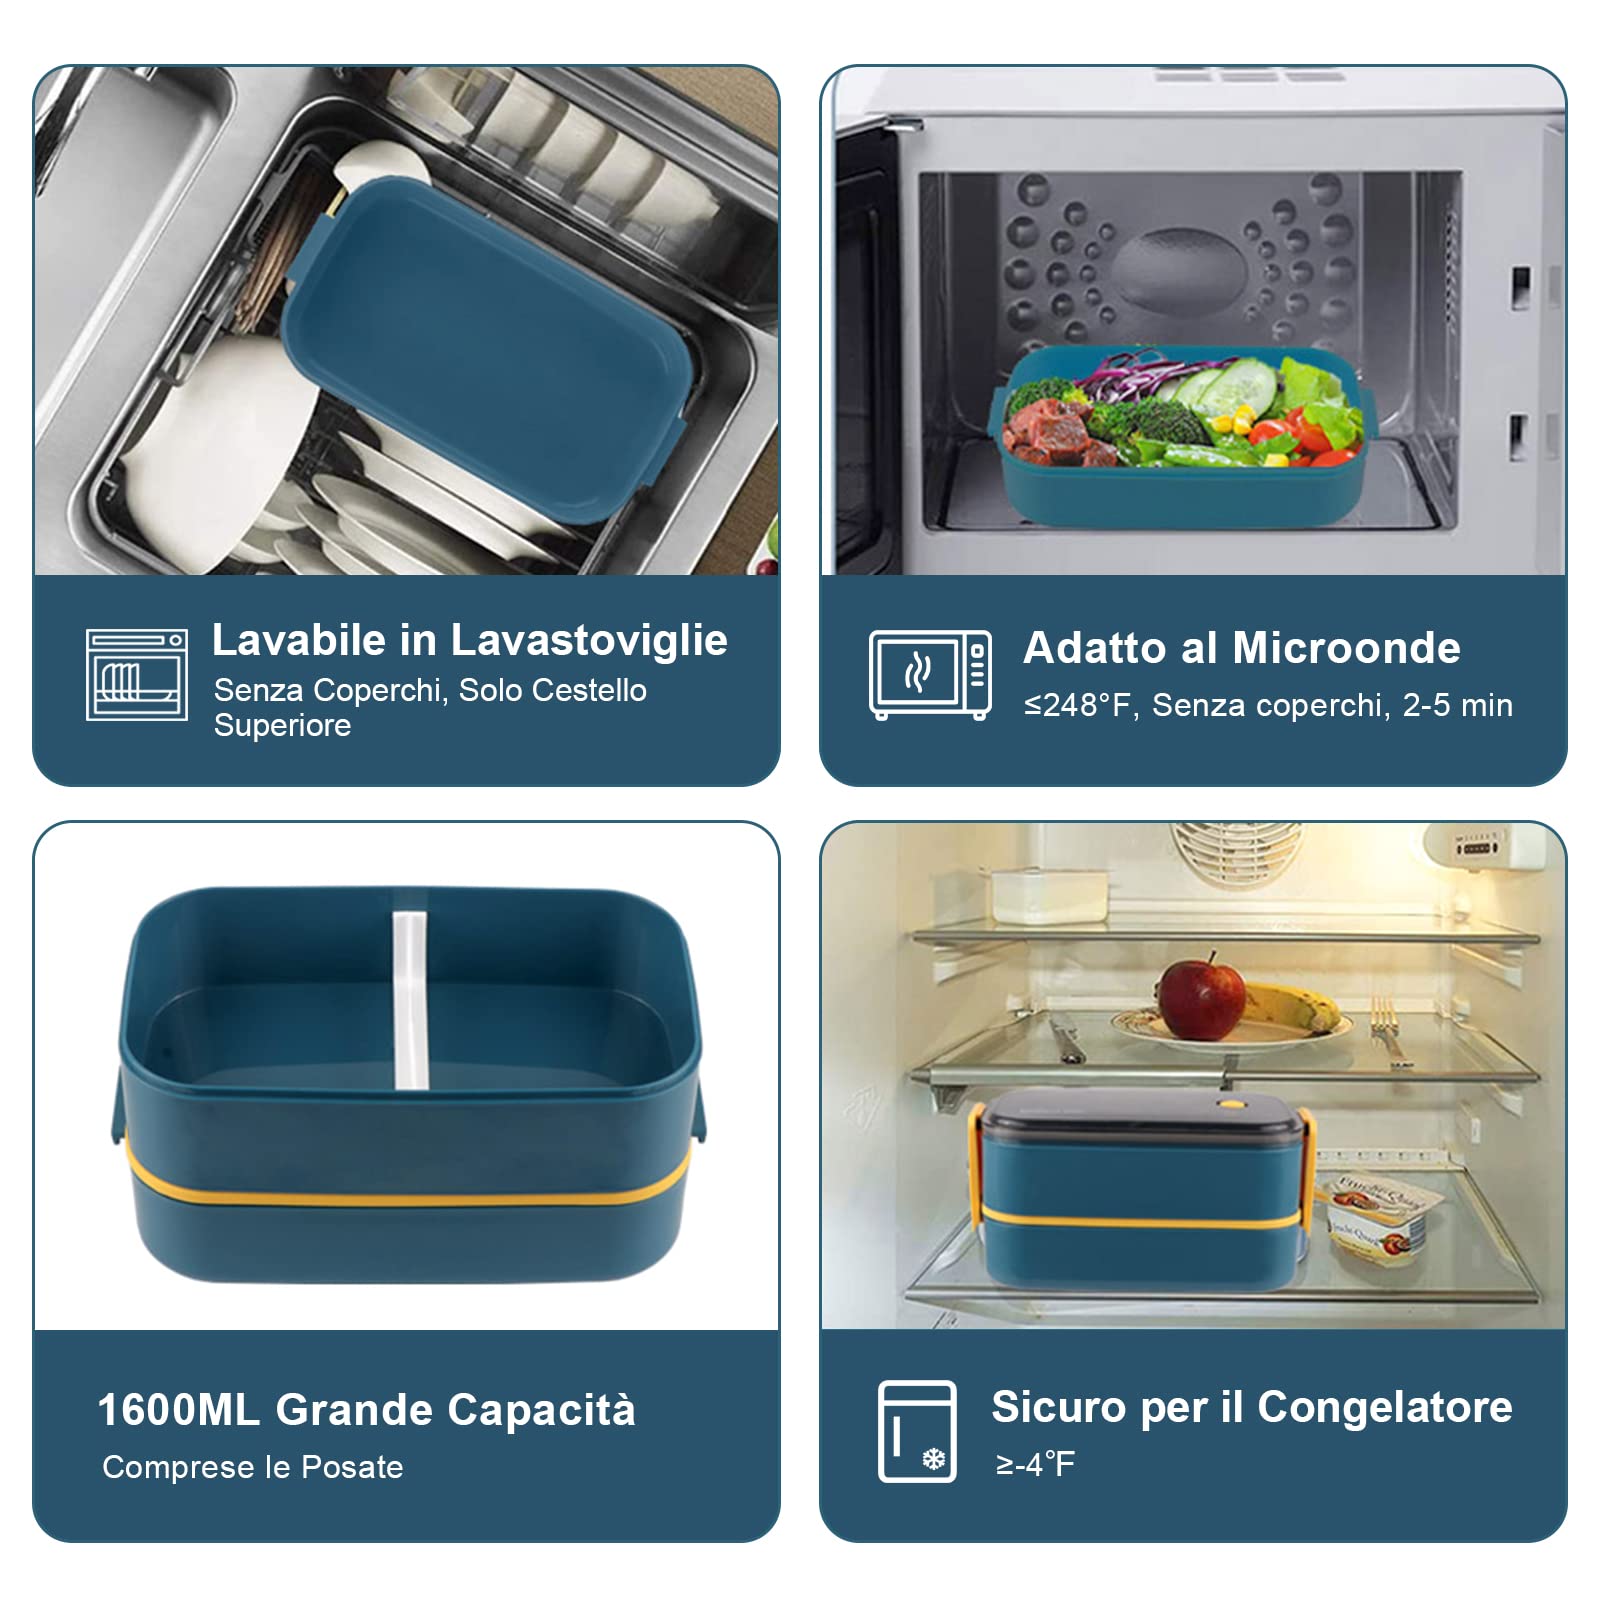 Lavabile in Lavastoviglie
Senza Coperchi, Solo Cestello
Superiore
Adatto al Microonde
≤248°F, Senza coperchi, 2-5 min
1600ML Grande Capacità
Comprese le Posate
Sicuro per il Congelatore
≥-4°F